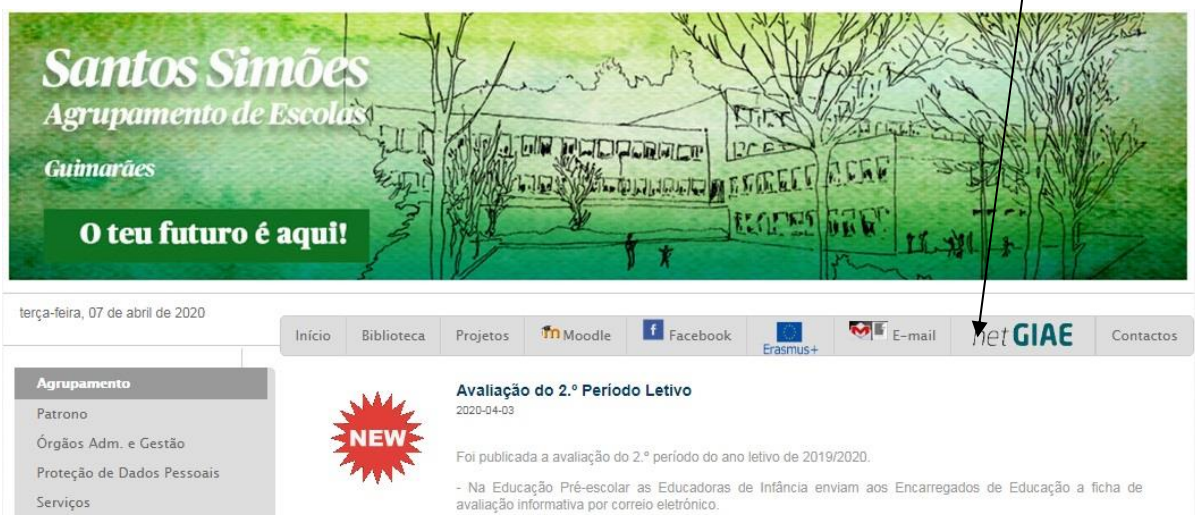 Santos Simões
Agrupamento de Escolas
Guimarães
O teu futuro é aqui!
terça-feira, 07 de abril de 2020
Início Biblioteca Projetos Moodle Facebook Erasmus+ E-mail net GIAE Contactos
Agrupamento
Patrono
Órgãos Adm. e Gestão
Proteção de Dados Pessoais
Serviços
NEW
Avaliação do 2.º Período Letivo
2020-04-03
Foi publicada a avaliação do 2.º período do ano letivo de 2019/2020.
- Na Educação Pré-escolar as Educadoras de Infância enviam aos Encarregados de Educação a ficha de
avaliação informativa por correio eletrónico.